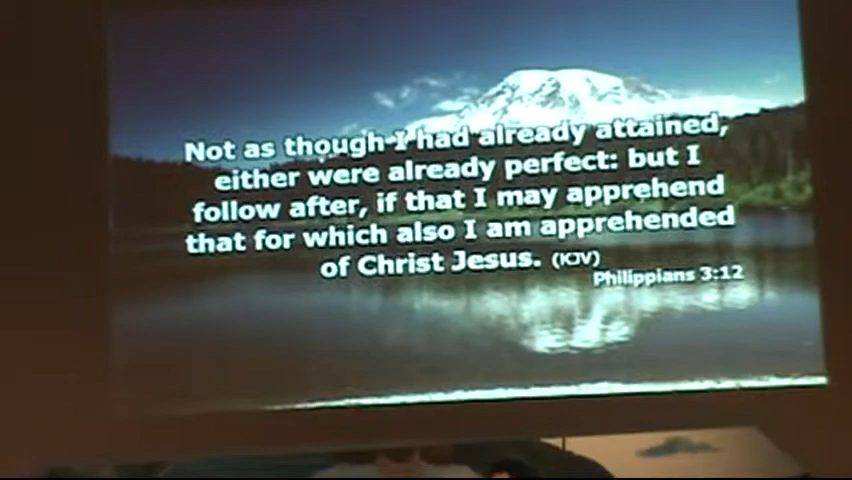 Not as though I had already attained,
either were already perfect: but I
follow after, if that I may apprehend
that for which also I am apprehended
of Christ Jesus. (KJV)
Philippians 3:12